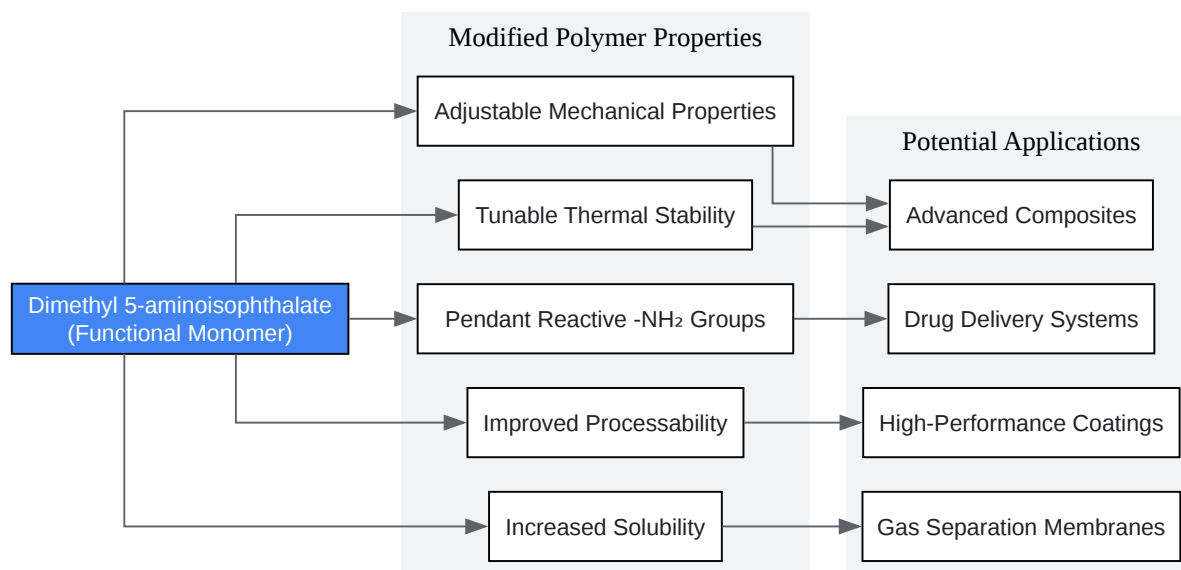 Modified Polymer Properties
Adjustable Mechanical Properties
Potential Applications
Tunable Thermal Stability
Advanced Composites
Dimethyl 5-aminoisophthalate
(Functional Monomer)
Pendant Reactive -NH₂ Groups
Drug Delivery Systems
Improved Processability
High-Performance Coatings
Increased Solubility
Gas Separation Membranes